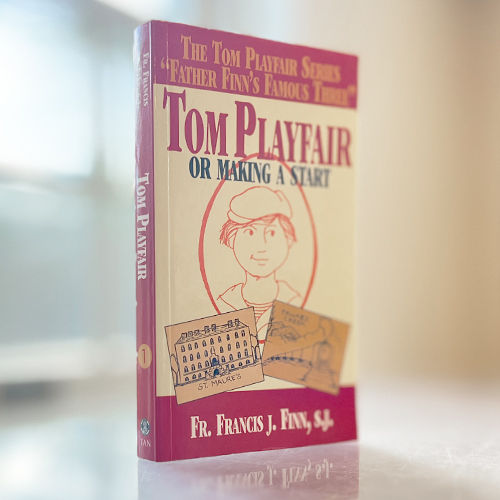 THE TOM PLAYFAIR SERIES
"FATHER FINN'S FAMOUS THREE"
TOM PLAYFAIR
OR MAKING A START
ST. MAURE'S
FR. FRANCIS J. FINN, S.J.
FR. FRANCIS
TOM PLAYFAIR
1
TAN